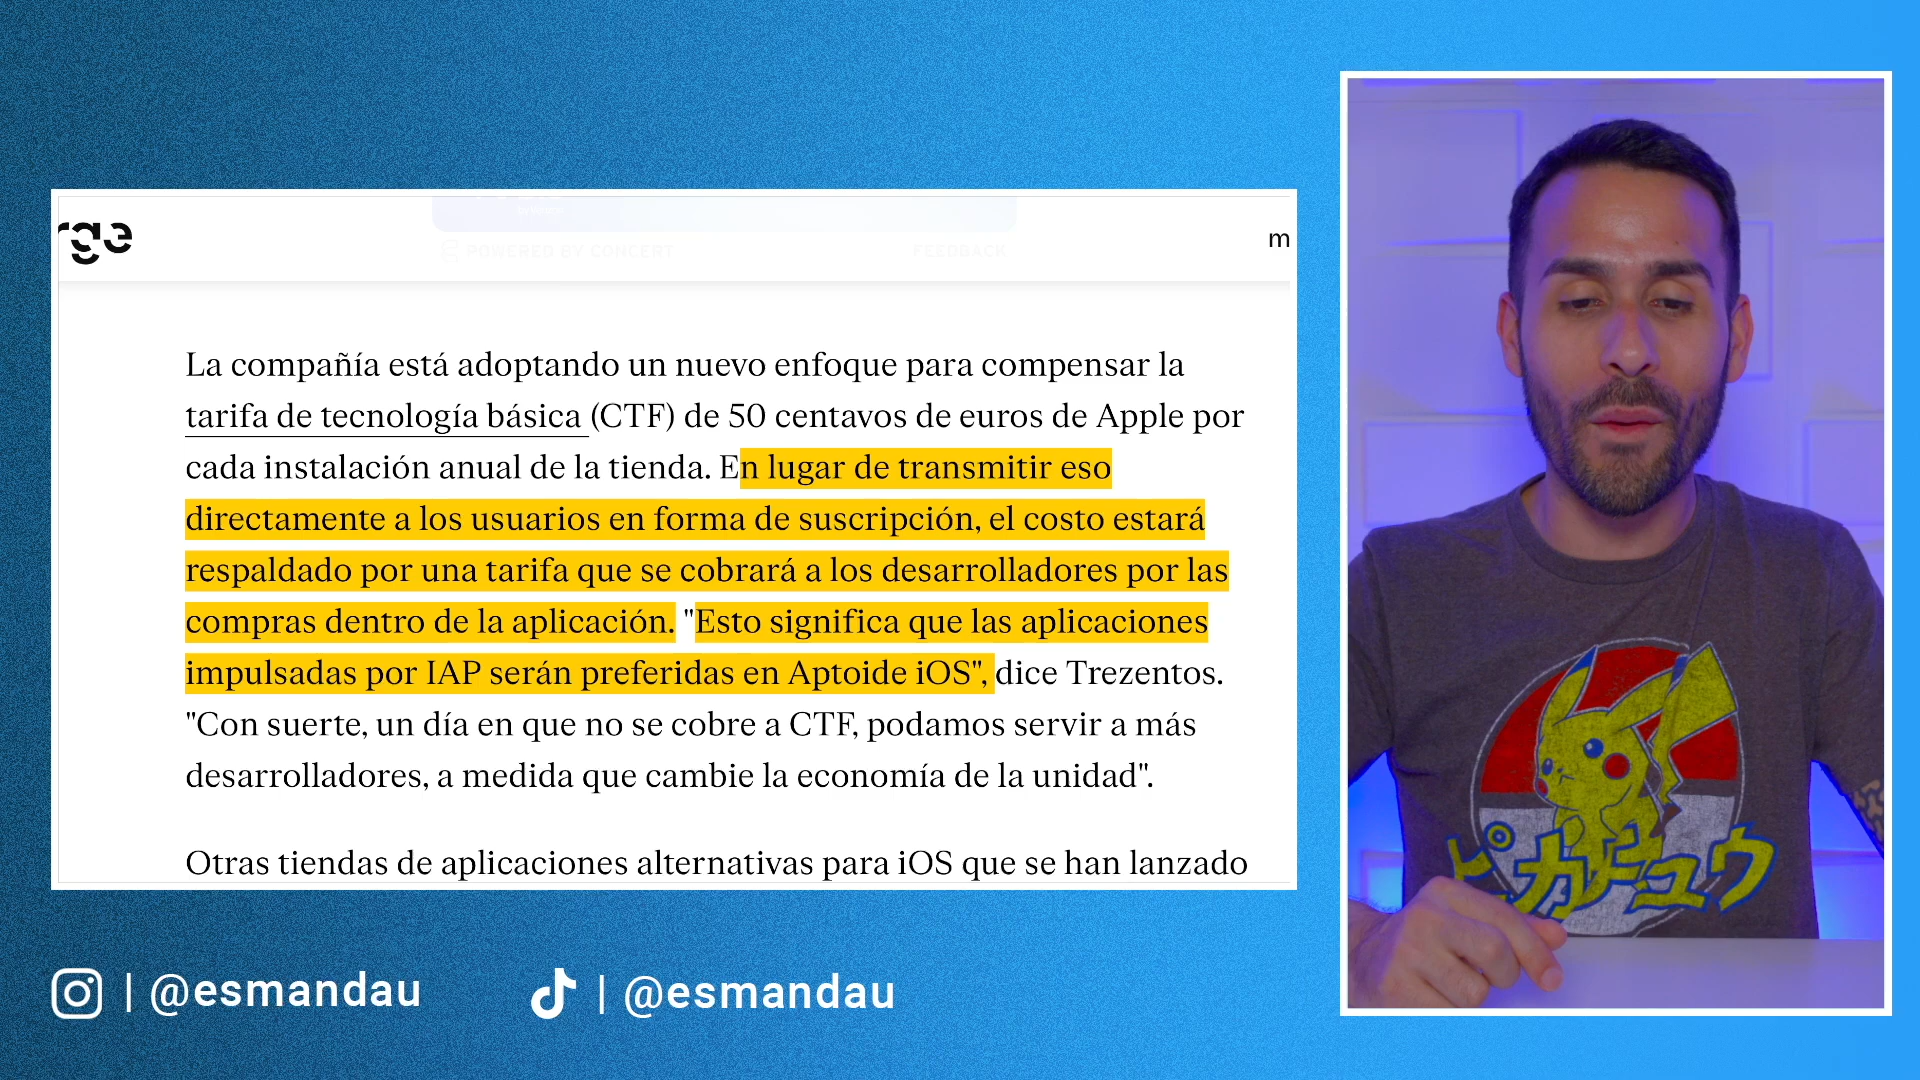 rge
POWERED BY CONCERT
FEEDBACK
m
La compañía está adoptando un nuevo enfoque para compensar la
tarifa de tecnología básica (CTF) de 50 centavos de euros de Apple por
cada instalación anual de la tienda. En lugar de transmitir eso
directamente a los usuarios en forma de suscripción, el costo estará
respaldado por una tarifa que se cobrará a los desarrolladores por las
compras dentro de la aplicación. "Esto significa que las aplicaciones
impulsadas por IAP serán preferidas en Aptoide iOS", dice Trezentos.
"Con suerte, un día en que no se cobre a CTF, podamos servir a más
desarrolladores, a medida que cambie la economía de la unidad".
Otras tiendas de aplicaciones alternativas para iOS que se han lanzado
ピカチュウ
| @esmandau
| @esmandau